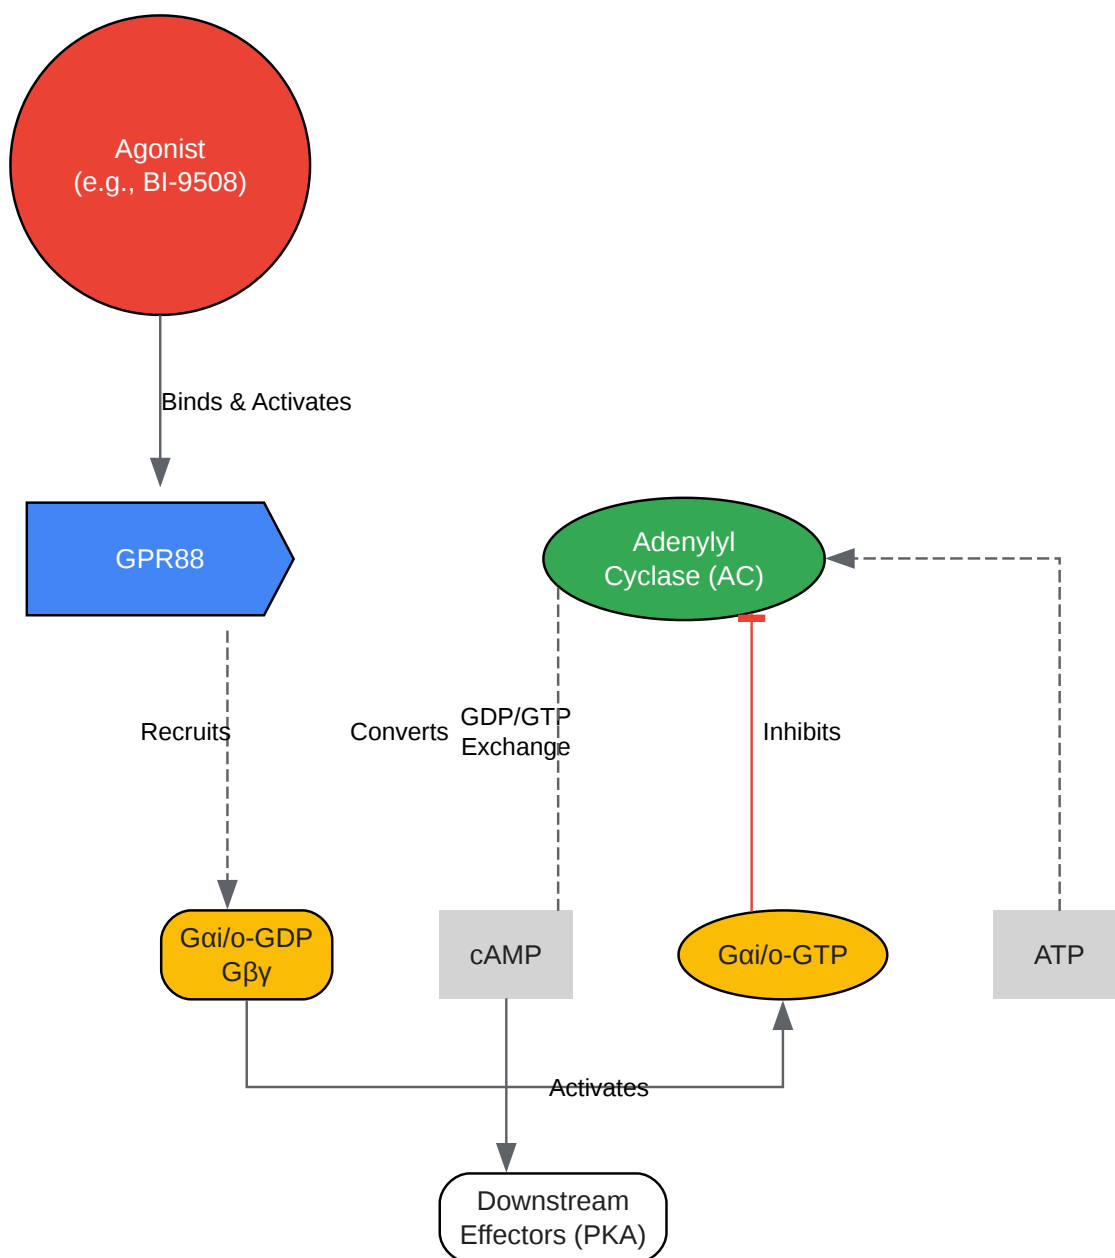 Agonist
(e.g., BI-9508)
Binds & Activates
GPR88
Adenylyl
Cyclase (AC)
Recruits
Converts
GDP/GTP
Exchange
Inhibits
Gαi/o-GDP
Gβγ
cAMP
Gαi/o-GTP
ATP
Activates
Downstream
Effectors (PKA)